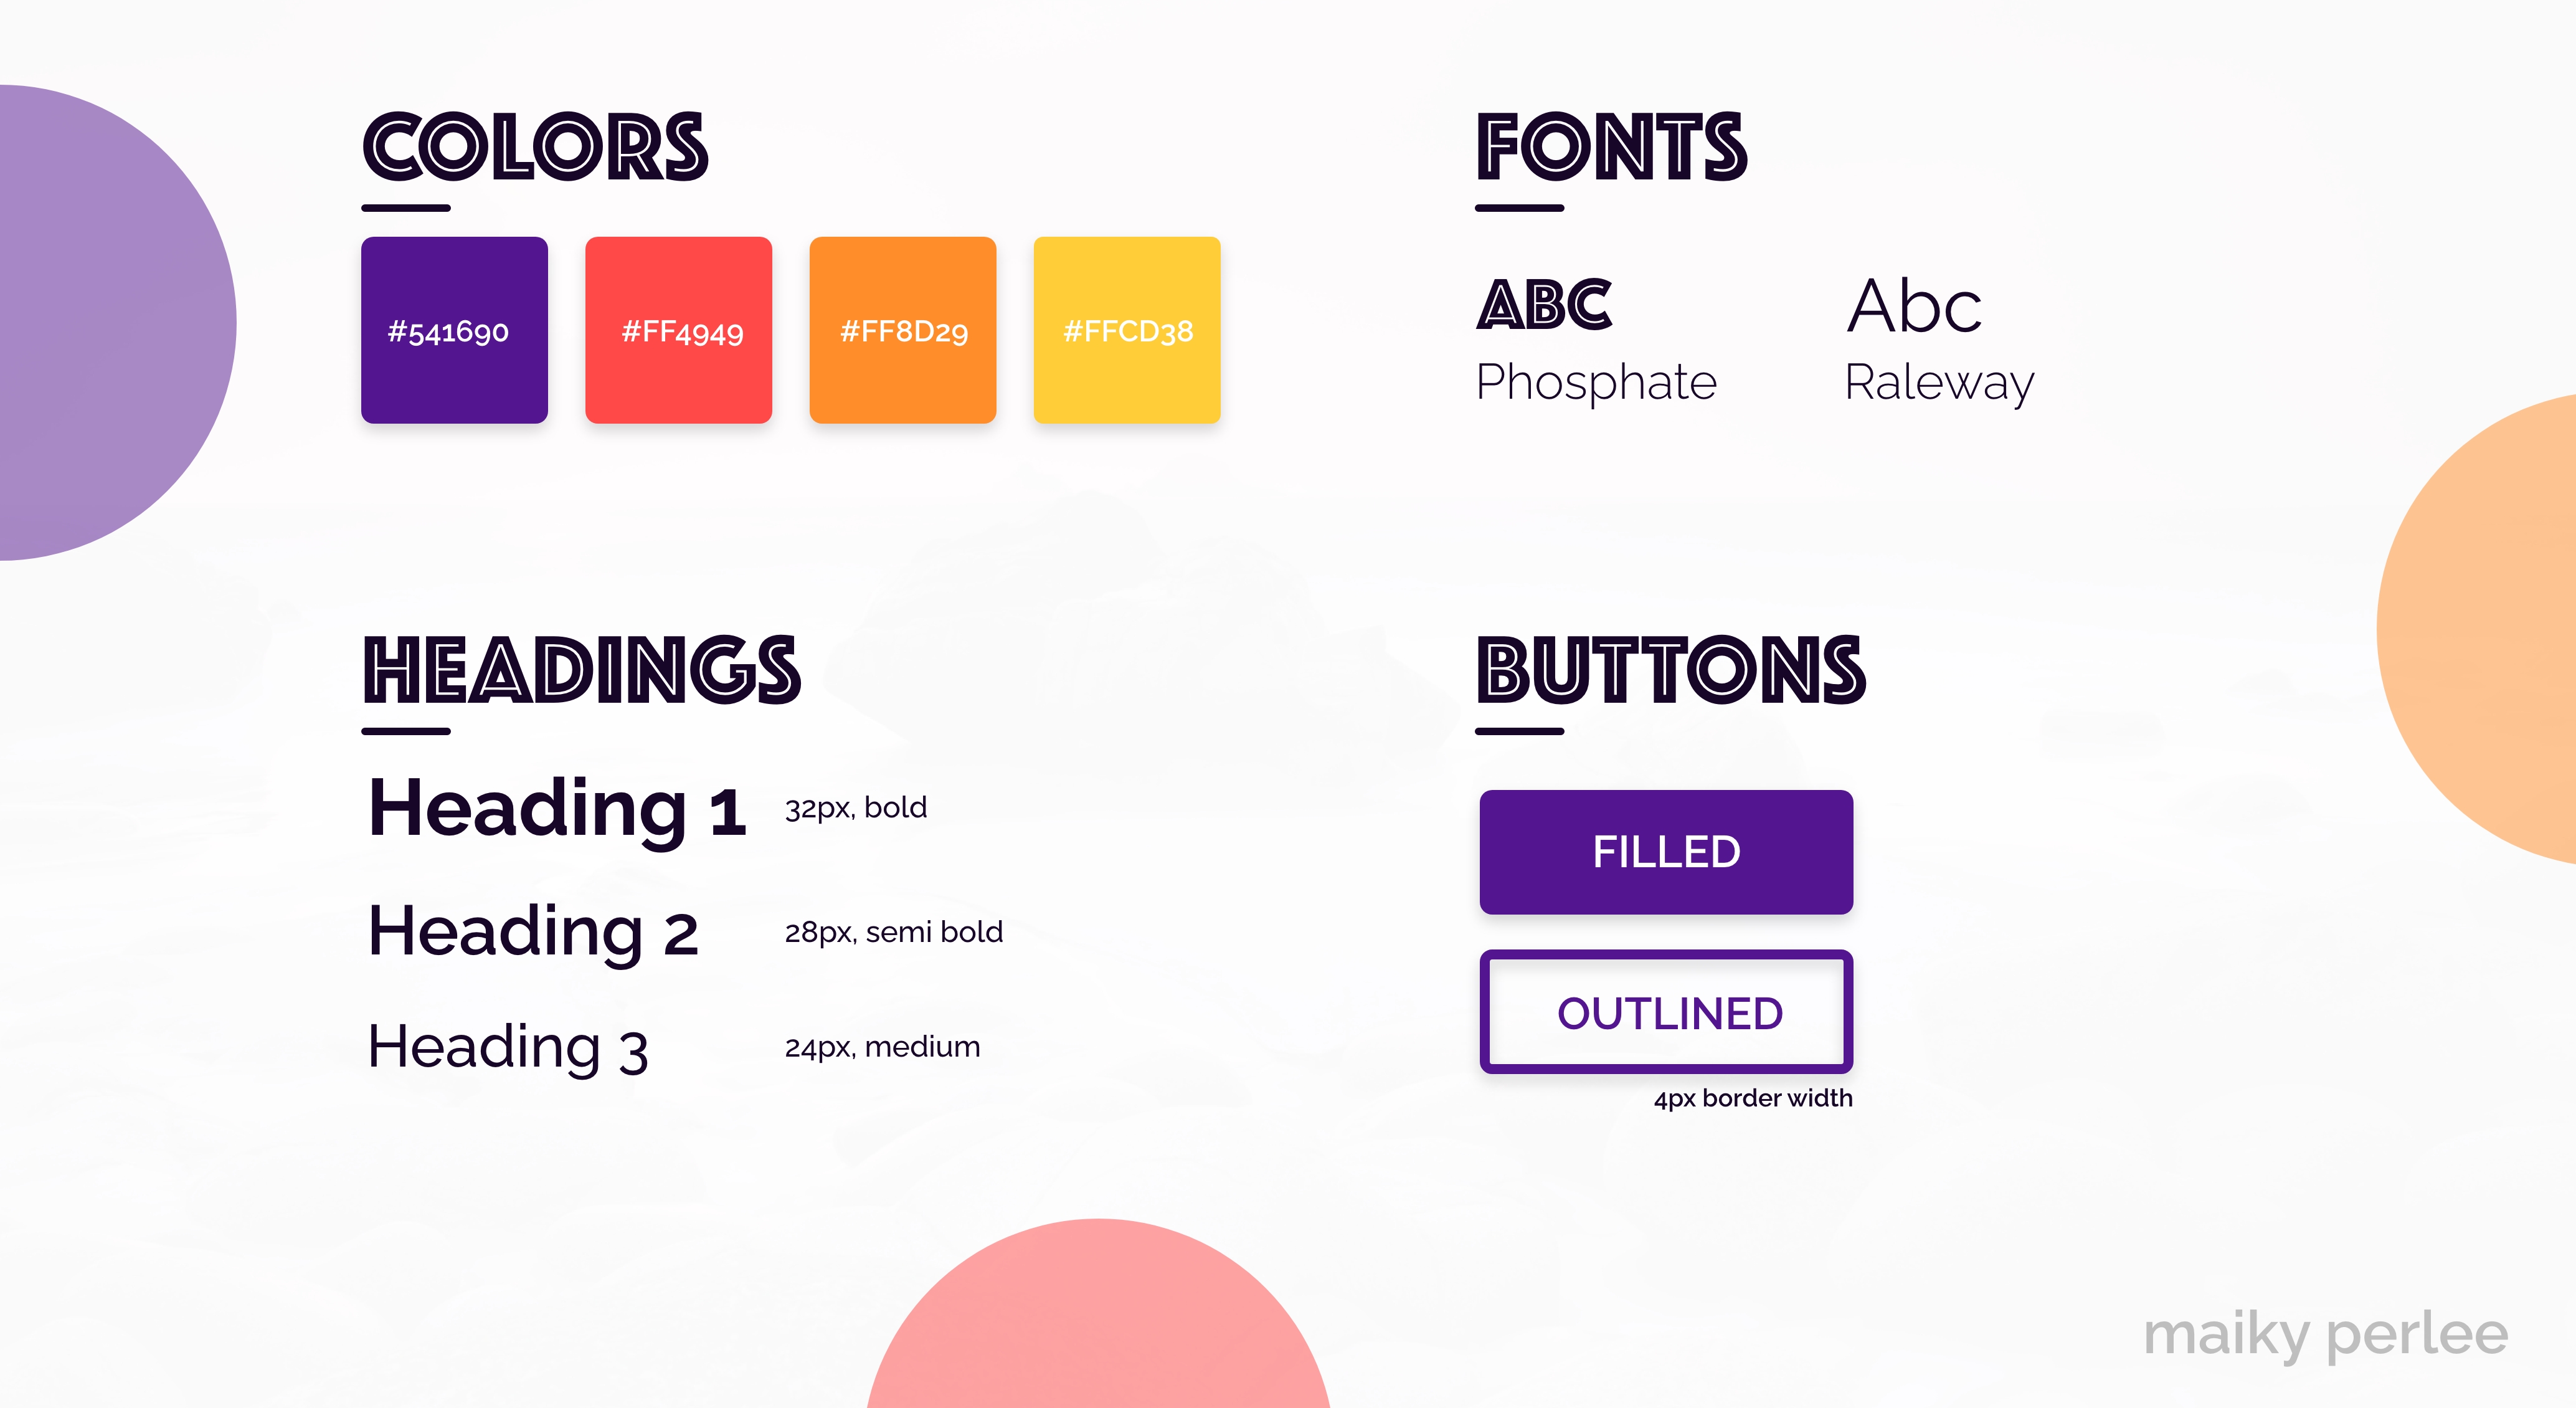 COLORS
#541690
#FF4949
#FF8D29
#FFCD38
FONTS
ABC
Phosphate
Abc
Raleway
HEADINGS
Heading 1
32px, bold
Heading 2
28px, semi bold
Heading 3
24px, medium
BUTTONS
FILLED
OUTLINED
4px border width
maiky perlee